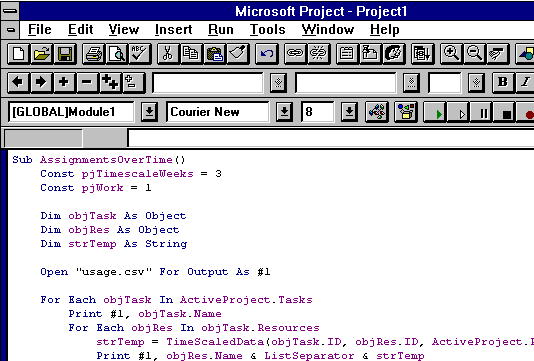 Microsoft Project - Project1
File Edit View Insert Run Tools Window Help
[GLOBAL]Module1 Courier New 8 B I
Sub AssignmentsOverTime()
Const pjTimescaleWeeks = 3
Const pjWork = 1
Dim objTask As Object
Dim objRes As Object
Dim strTemp As String
Open "usage.csv" For Output As #1
For Each objTask In ActiveProject.Tasks
Print #1, objTask.Name
For Each objRes In objTask.Resources
strTemp = TimeScaledData(objTask.ID, objRes.ID, ActiveProject.
Print #1, objRes.Name & ListSeparator & strTemp